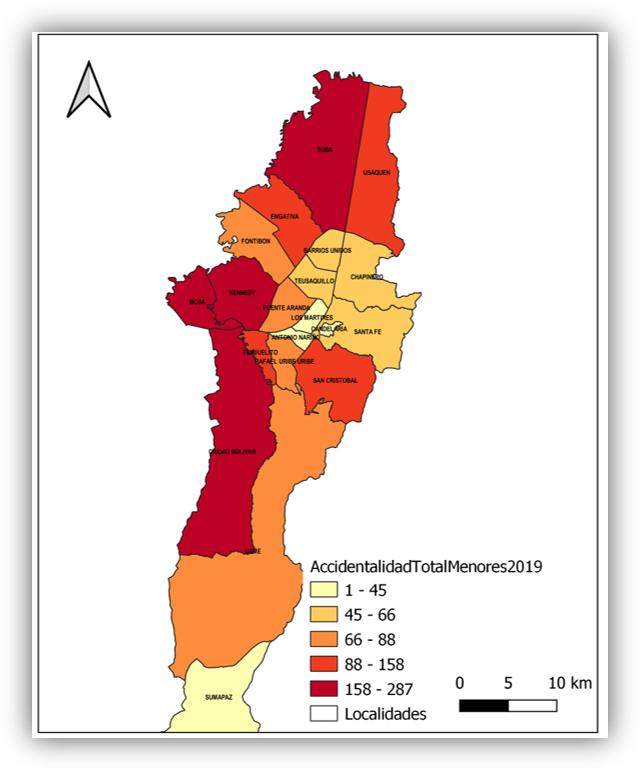 SUBA
USAQUEN
ENGATIVA
FONTIBON
BARRIOS UNIDOS
CHAPINERO
TEUSAQUILLO
KENNEDY
BOSA
PUENTE ARANDA
LOS MARTIRES
CANDELARIA
SANTA FE
ANTONIO NARIÑO
TUNJUELITO
RAFAEL URIBE URIBE
SAN CRISTOBAL
CIUDAD BOLIVAR
USME
AccidentalidadTotalMenores2019
1 - 45
45 - 66
66 - 88
88 - 158
158 - 287
Localidades
0 5 10 km
SUMAPAZ